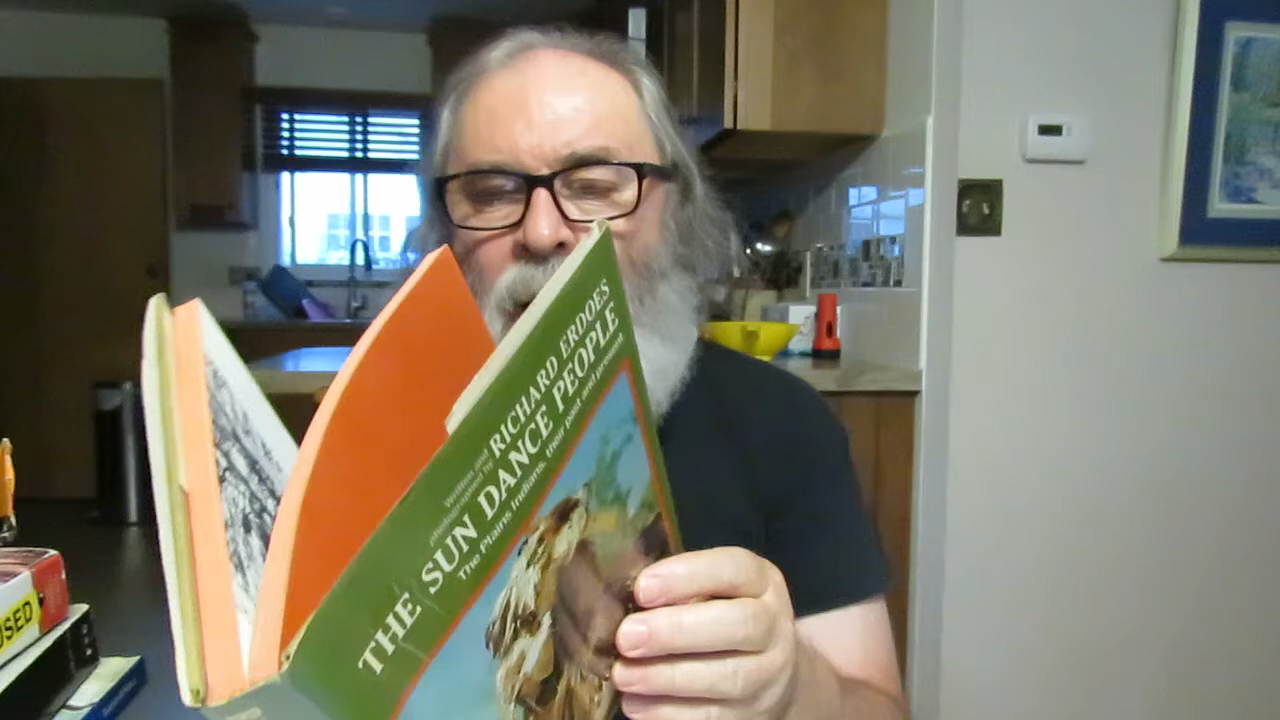 Written and
photographed by RICHARD ERDOES
THE SUN DANCE PEOPLE
The Plains Indians, their past and present
USED